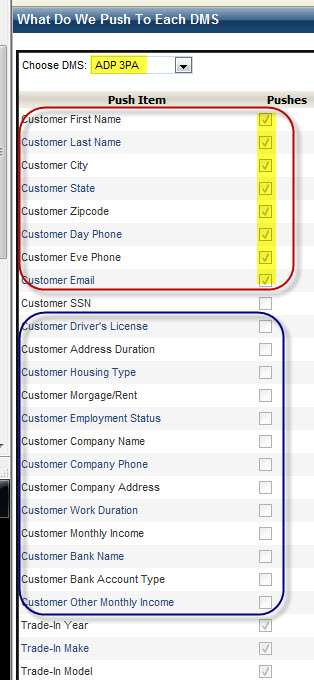 What Do We Push To Each DMS
Choose DMS: ADP 3PA
Push Item Pushes
Customer First Name
Customer Last Name
Customer City
Customer State
Customer Zipcode
Customer Day Phone
Customer Eve Phone
Customer Email
Customer SSN
Customer Driver's License
Customer Address Duration
Customer Housing Type
Customer Morgage/Rent
Customer Employment Status
Customer Company Name
Customer Company Phone
Customer Company Address
Customer Work Duration
Customer Monthly Income
Customer Bank Name
Customer Bank Account Type
Customer Other Monthly Income
Trade-In Year
Trade-In Make
Trade-In Model